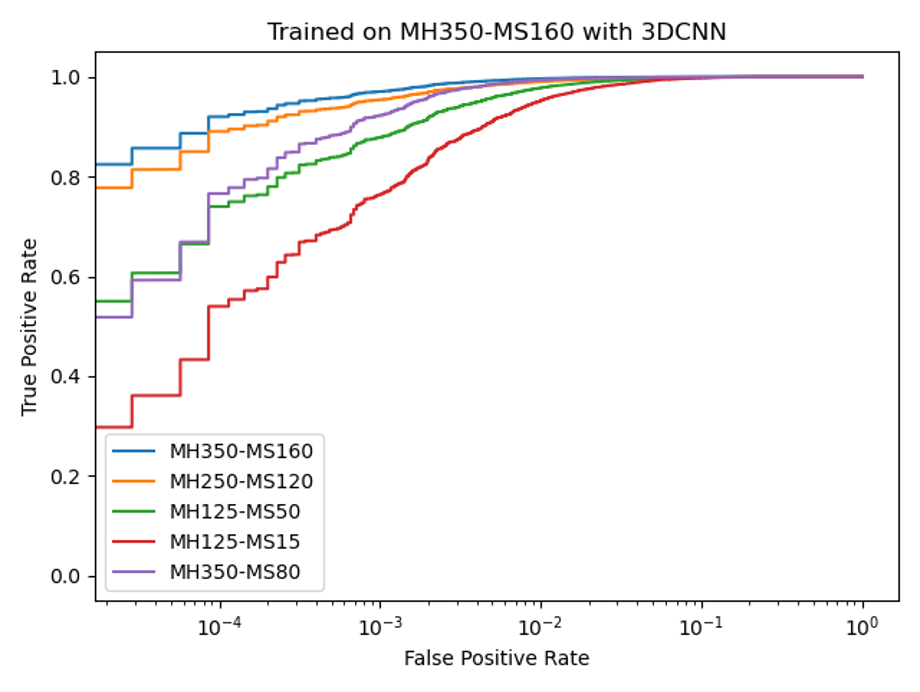 Trained on MH350-MS160 with 3DCNN
True Positive Rate
1.0
0.8
0.6
0.4
0.2
0.0
MH350-MS160
MH250-MS120
MH125-MS50
MH125-MS15
MH350-MS80
10⁻⁴ 10⁻³ 10⁻² 10⁻¹ 10⁰
False Positive Rate